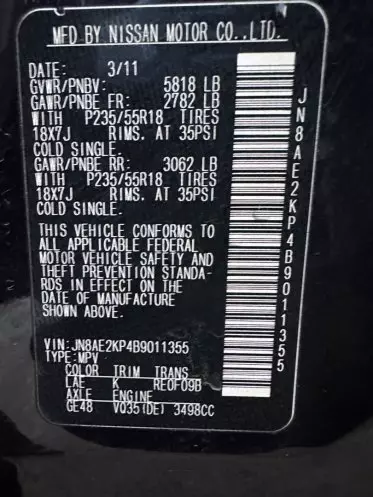 MFD BY NISSAN MOTOR CO.,LTD.
DATE: 3/11
GVWR/PNBV: 5818 LB
GAWR/PNBE FR: 2782 LB
WITH P235/55R18 TIRES
18X7J RIMS. AT 35PSI
COLD SINGLE.
GAWR/PNBE RR: 3062 LB
WITH P235/55R18 TIRES
18X7J RIMS. AT 35PSI
COLD SINGLE.
THIS VEHICLE CONFORMS TO
ALL APPLICABLE FEDERAL
MOTOR VEHICLE SAFETY AND
THEFT PREVENTION STANDA-
RDS IN EFFECT ON THE
DATE OF MANUFACTURE
SHOWN ABOVE.
VIN:JN8AE2KP4B9011355
TYPE:MPV
COLOR TRIM TRANS
LAE K RE0F09B
AXLE ENGINE
GE48 VQ35(DE) 3498CC
JN8AE2KP4B9011355